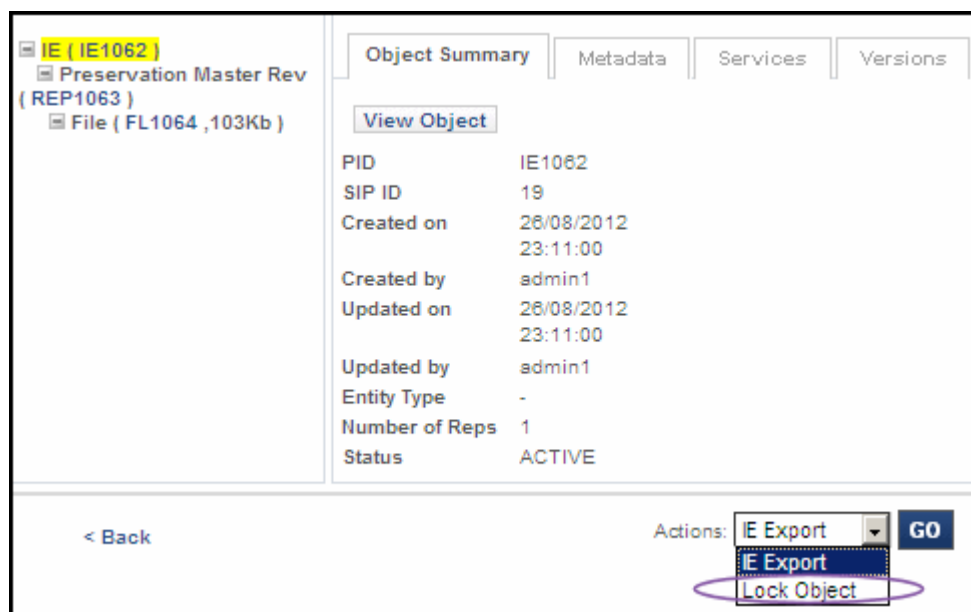 IE ( IE1062 )
Preservation Master Rev
( REP1063 )
File ( FL1064 ,103Kb )
Object Summary
Metadata
Services
Versions
View Object
PID IE1062
SIP ID 19
Created on 26/08/2012
23:11:00
Created by admin1
Updated on 26/08/2012
23:11:00
Updated by admin1
Entity Type -
Number of Reps 1
Status ACTIVE
< Back
Actions: IE Export GO
IE Export
Lock Object